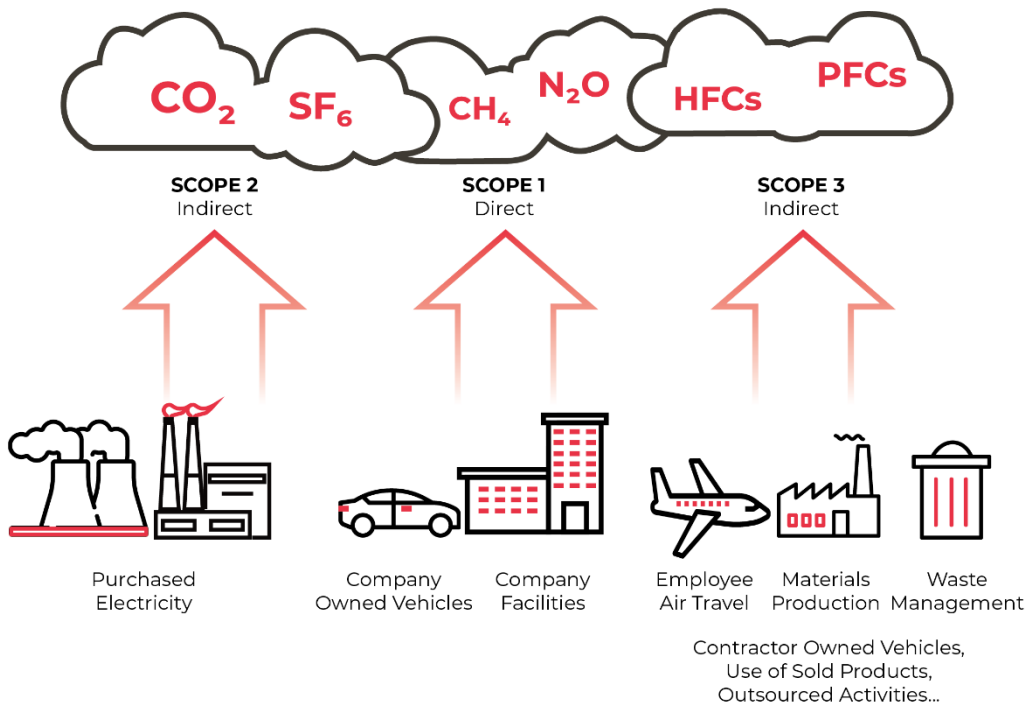 CO₂
SF₆
CH₄
N₂O
HFCs
PFCs
SCOPE 2
Indirect
SCOPE 1
Direct
SCOPE 3
Indirect
Purchased
Electricity
Company
Owned Vehicles
Company
Facilities
Employee
Air Travel
Materials
Production
Waste
Management
Contractor Owned Vehicles,
Use of Sold Products,
Outsourced Activities...